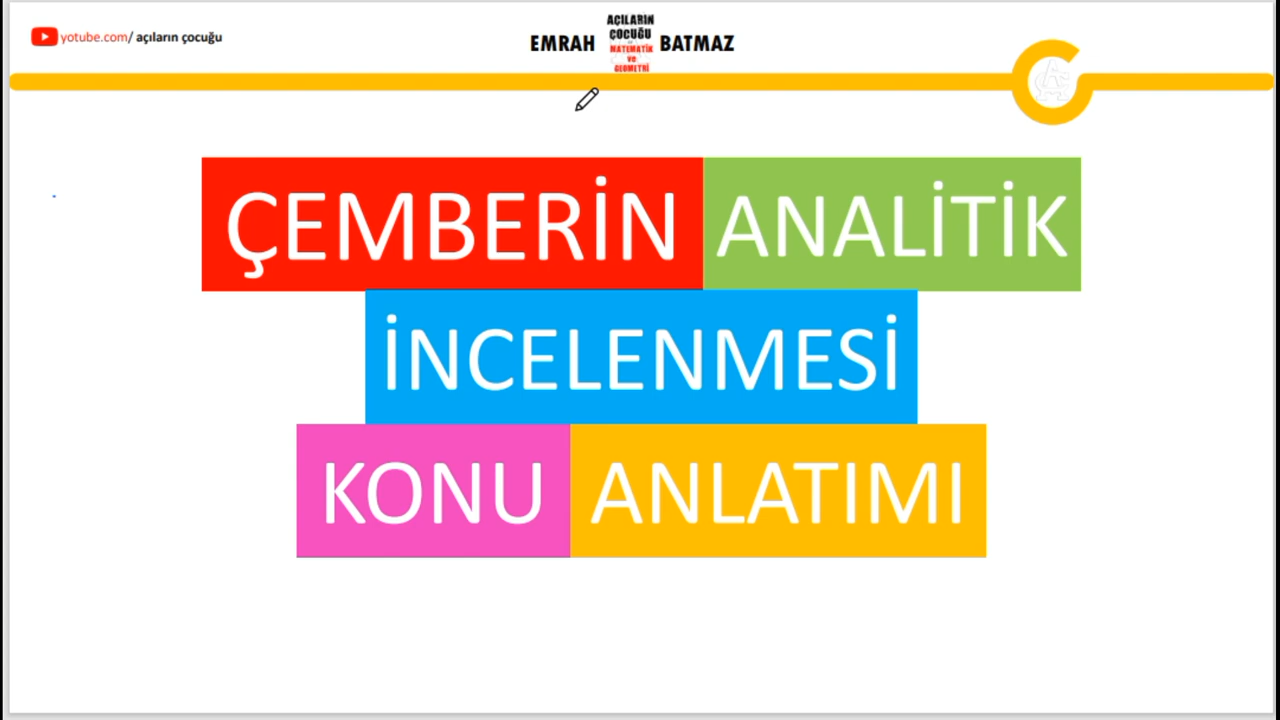 yotube.com/ açıların çocuğu
EMRAH
AÇILARIN
ÇOCUĞU
MATEMATİK
ve
GEOMETRİ
BATMAZ
ÇEMBERİN ANALİTİK
İNCELENMESİ
KONU ANLATIMI